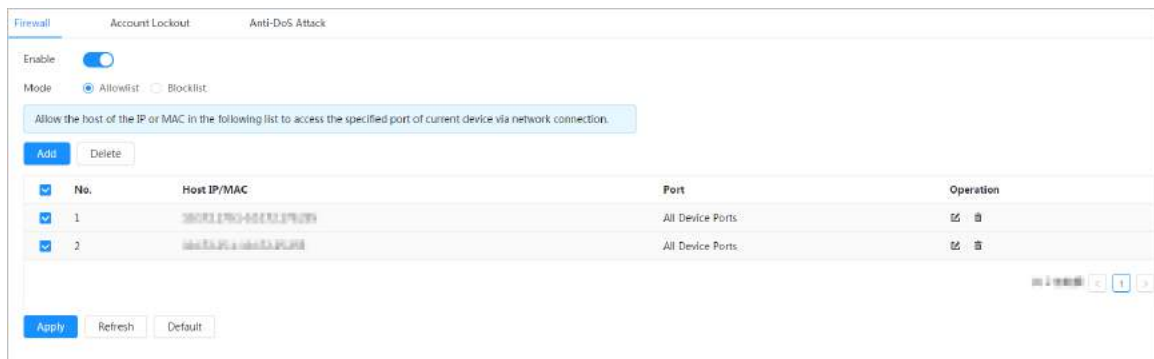 Firewall Account Lockout Anti-DoS Attack
Enable
Mode Allowlist Blocklist
Allow the host of the IP or MAC in the following list to access the specified port of current device via network connection.
Add Delete
No. Host IP/MAC Port Operation
1 All Device Ports
2 All Device Ports
1
Apply Refresh Default